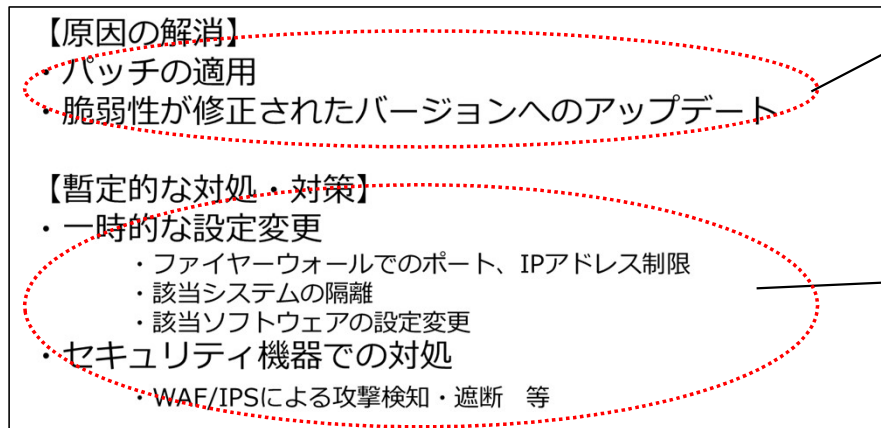 【原因の解消】
・パッチの適用
・脆弱性が修正されたバージョンへのアップデート
【暫定的な対処・対策】
・一時的な設定変更
・ファイヤーウォールでのポート、IPアドレス制限
・該当システムの隔離
・該当ソフトウェアの設定変更
・セキュリティ機器での対処
・WAF/IPSによる攻撃検知・遮断　等